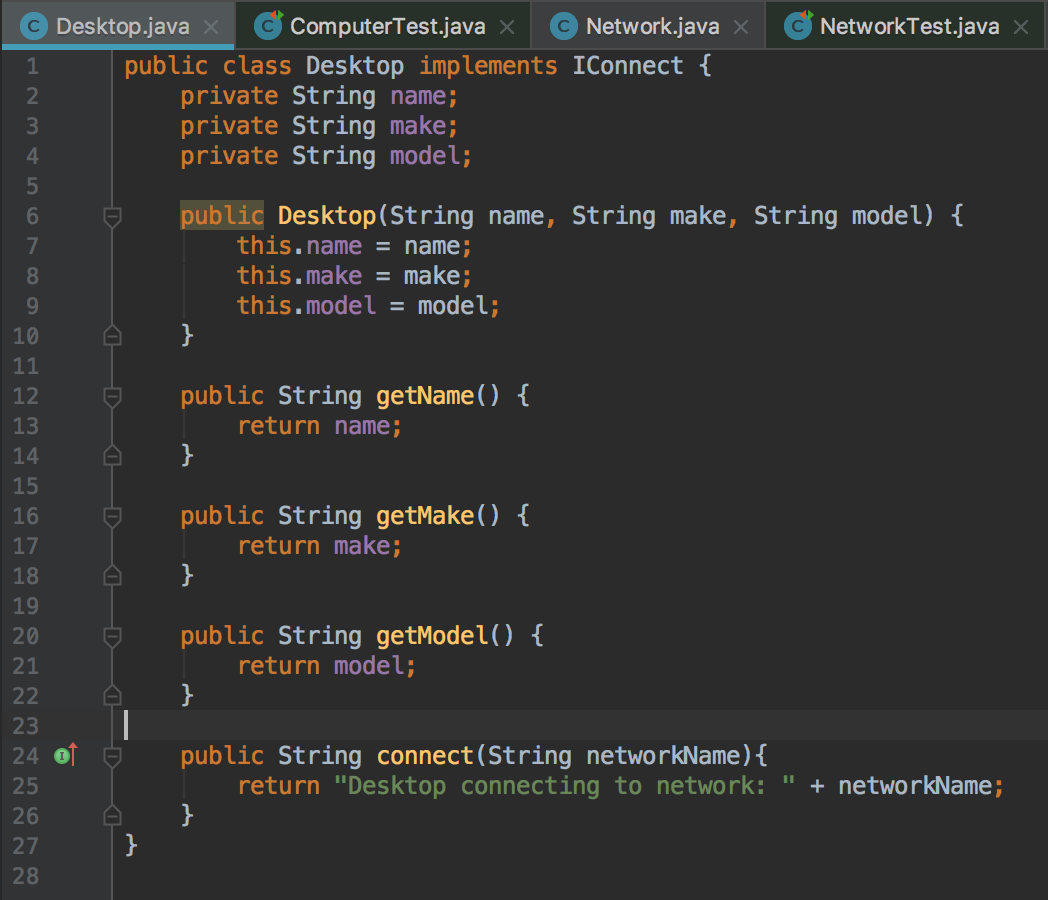 Desktop.java ComputerTest.java Network.java NetworkTest.java
1 public class Desktop implements IConnect {
2     private String name;
3     private String make;
4     private String model;
5
6     public Desktop(String name, String make, String model) {
7         this.name = name;
8         this.make = make;
9         this.model = model;
10     }
11
12     public String getName() {
13         return name;
14     }
15
16     public String getMake() {
17         return make;
18     }
19
20     public String getModel() {
21         return model;
22     }
23
24     public String connect(String networkName){
25         return "Desktop connecting to network: " + networkName;
26     }
27 }
28